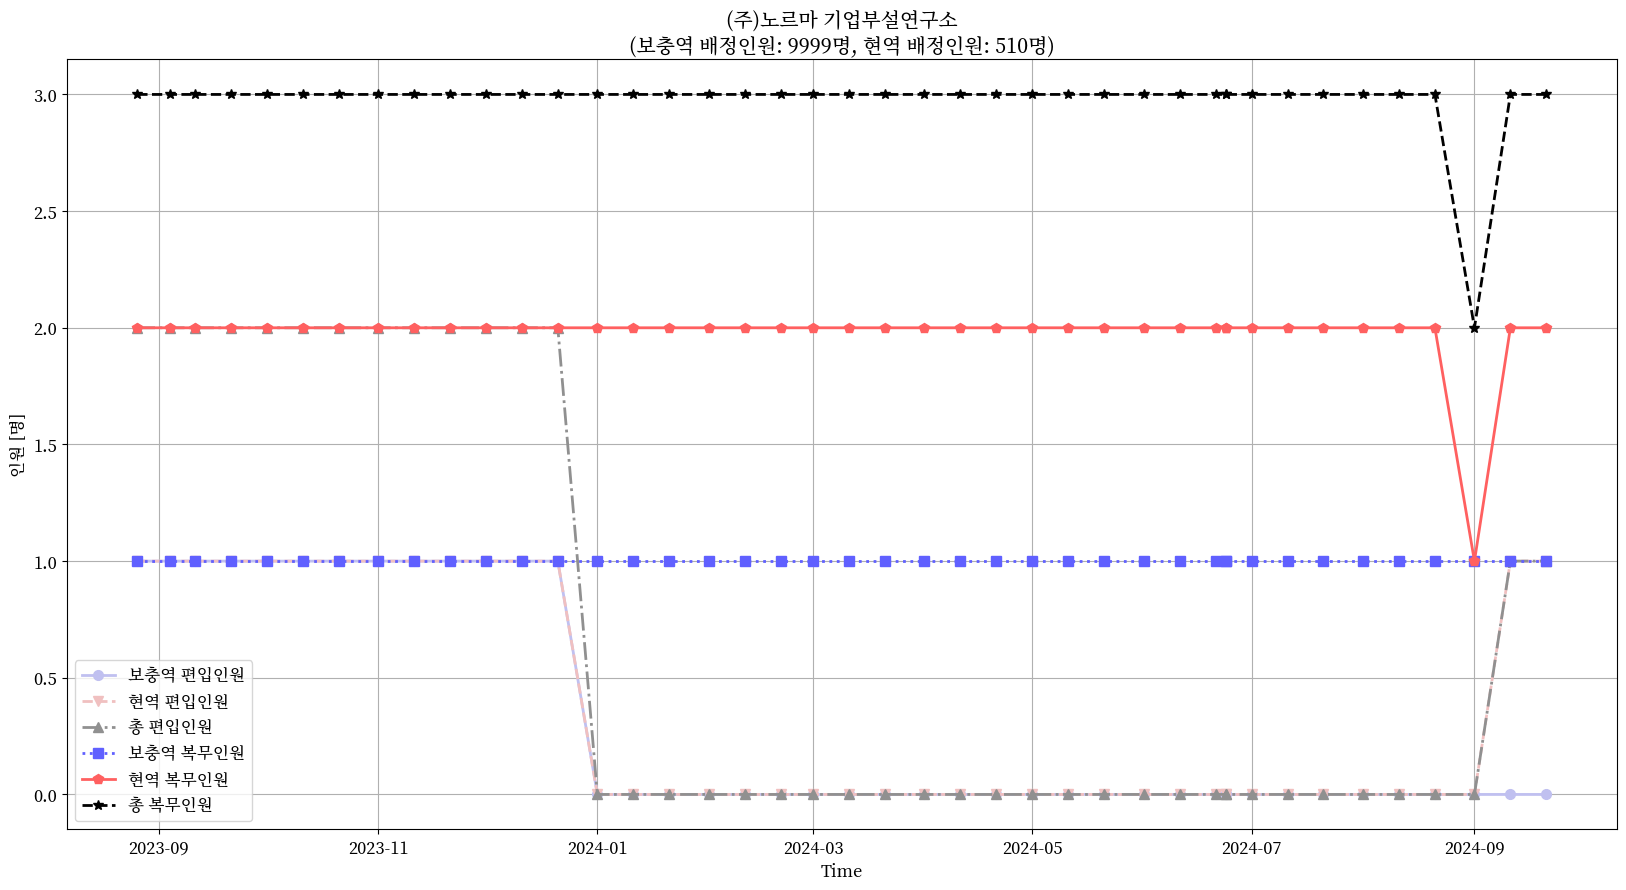 (주)노르마 기업부설연구소
(보충역 배정인원: 9999명, 현역 배정인원: 510명)
인원 [명]
3.0
2.5
2.0
1.5
1.0
0.5
0.0
보충역 편입인원
현역 편입인원
총 편입인원
보충역 복무인원
현역 복무인원
총 복무인원
2023-09
2023-11
2024-01
2024-03
2024-05
2024-07
2024-09
Time